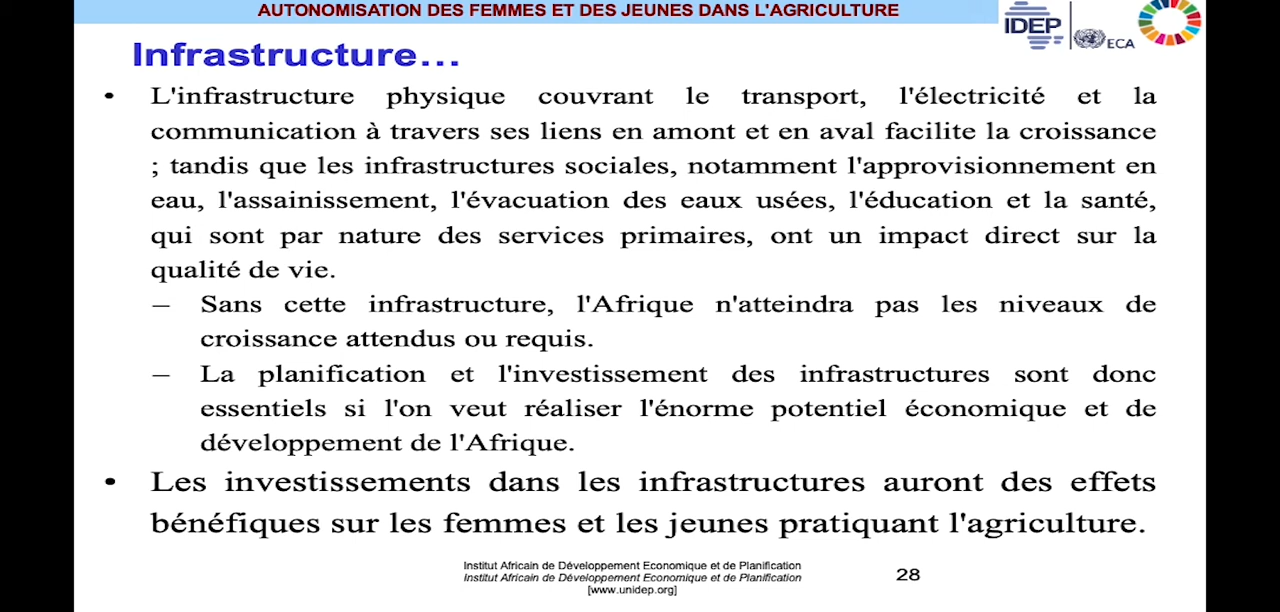 AUTONOMISATION DES FEMMES ET DES JEUNES DANS L'AGRICULTURE
IDEP
ECA
Infrastructure…
• L'infrastructure physique couvrant le transport, l'électricité et la
communication à travers ses liens en amont et en aval facilite la croissance
; tandis que les infrastructures sociales, notamment l'approvisionnement en
eau, l'assainissement, l'évacuation des eaux usées, l'éducation et la santé,
qui sont par nature des services primaires, ont un impact direct sur la
qualité de vie.
– Sans cette infrastructure, l'Afrique n'atteindra pas les niveaux de
croissance attendus ou requis.
– La planification et l'investissement des infrastructures sont donc
essentiels si l'on veut réaliser l'énorme potentiel économique et de
développement de l'Afrique.
• Les investissements dans les infrastructures auront des effets
bénéfiques sur les femmes et les jeunes pratiquant l'agriculture.
Institut Africain de Développement Economique et de Planification
Institut Africain de Développement Economique et de Planification
[www.unidep.org]
28